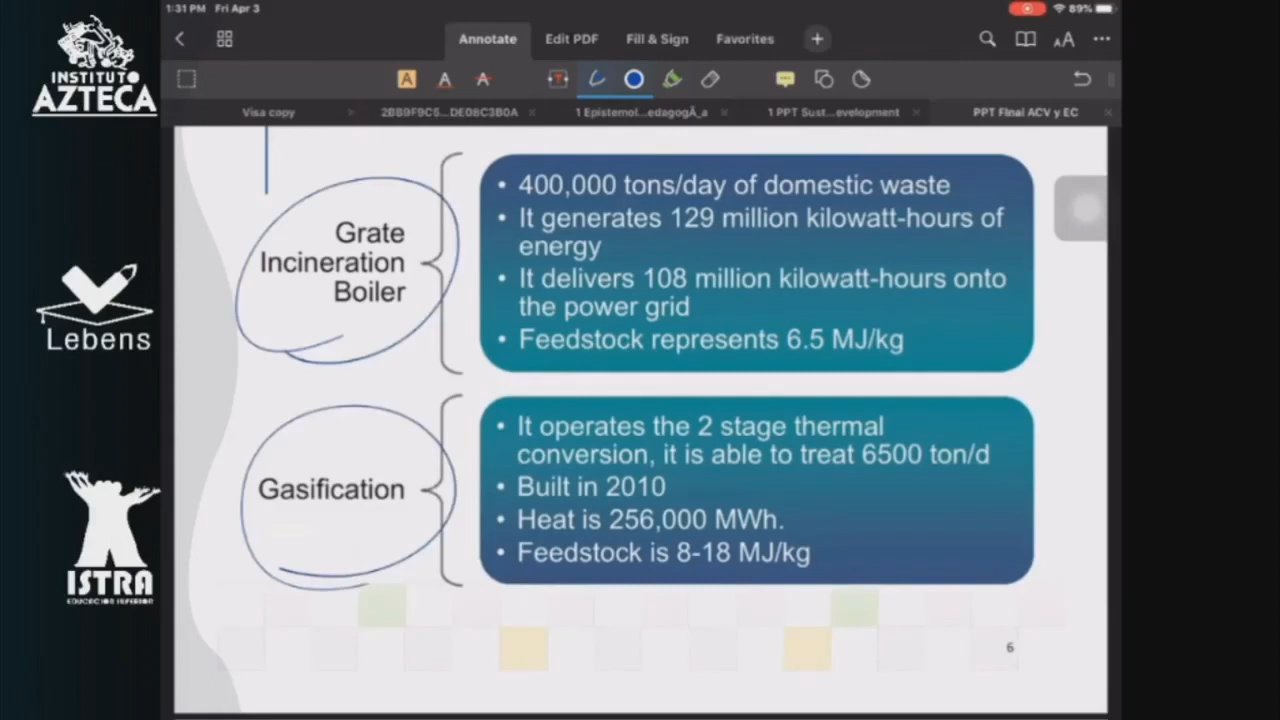 1:31 PM Fri Apr 3
89%
Annotate Edit PDF Fill & Sign Favorites
Visa copy
2BB9F9C5...DE08C3B0A
1 Epistemol...edagogÃ_a
1 PPT Sust...evelopment
PPT FInal ACV y EC
INSTITUTO
AZTECA
Lebens
ISTRA
EDUCACION SUPERIOR
Grate
Incineration
Boiler
• 400,000 tons/day of domestic waste
• It generates 129 million kilowatt-hours of
energy
• It delivers 108 million kilowatt-hours onto
the power grid
• Feedstock represents 6.5 MJ/kg
Gasification
• It operates the 2 stage thermal
conversion, it is able to treat 6500 ton/d
• Built in 2010
• Heat is 256,000 MWh.
• Feedstock is 8-18 MJ/kg
6